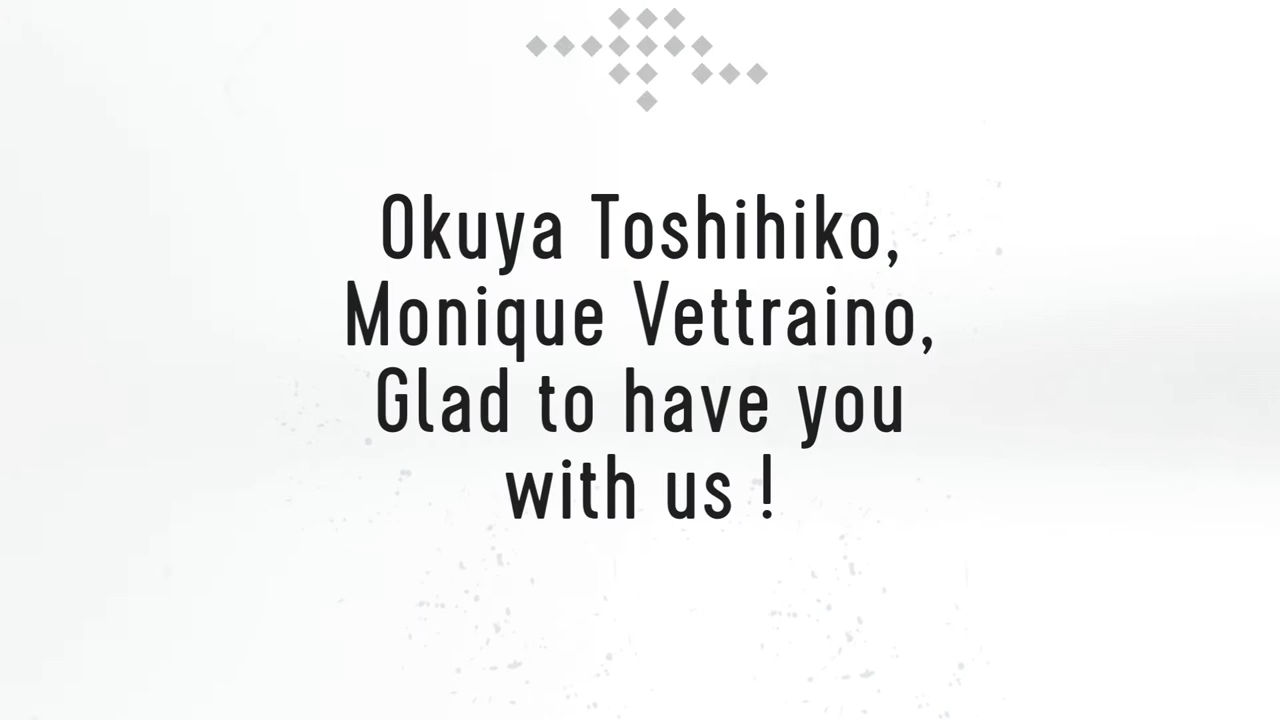 Okuya Toshihiko,
Monique Vettraino,
Glad to have you
with us !